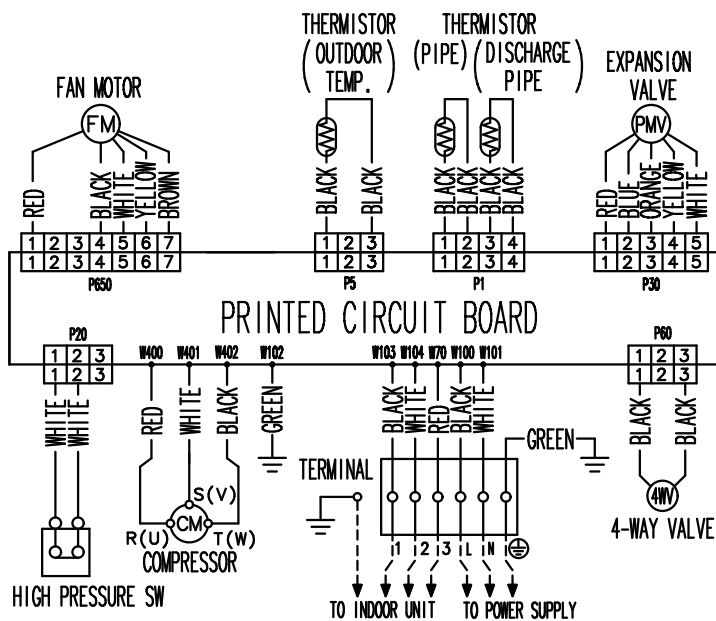 THERMISTOR
(OUTDOOR TEMP.)
THERMISTOR
(PIPE) (DISCHARGE PIPE)
EXPANSION
VALVE
FAN MOTOR
FM
PMV
RED BLACK WHITE YELLOW BROWN
BLACK BLACK
BLACK BLACK BLACK BLACK
RED BLUE ORANGE YELLOW WHITE
1 2 3 4 5 6 7
1 2 3 4 5 6 7
P650
1 2 3
1 2 3
P5
1 2 3 4
1 2 3 4
P1
1 2 3 4 5
1 2 3 4 5
P30
PRINTED CIRCUIT BOARD
P20
1 2 3
1 2 3
W400 W401 W402 W102
W103 W104 W70 W100 W101
P60
1 2 3
1 2 3
WHITE WHITE
RED WHITE BLACK GREEN
BLACK WHITE RED BLACK WHITE
GREEN
BLACK BLACK
TERMINAL
S(V)
CM
R(U) T(W)
COMPRESSOR
4WV
4-WAY VALVE
1 2 3 L N
HIGH PRESSURE SW
TO INDOOR UNIT TO POWER SUPPLY